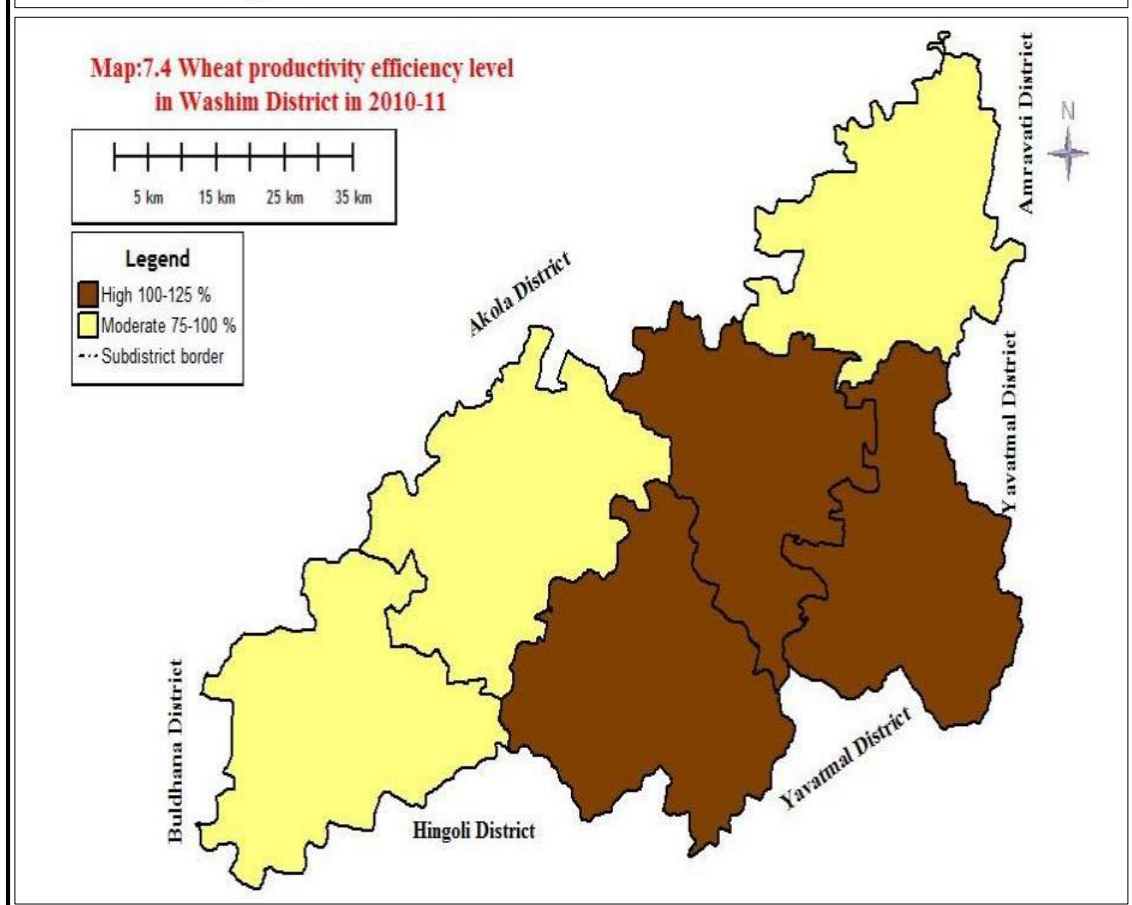 Map:7.4 Wheat productivity efficiency level
in Washim District in 2010-11
5 km 15 km 25 km 35 km
Legend
High 100-125 %
Moderate 75-100 %
Subdistrict border
N
Amravati District
Akola District
Yavatmal District
Buldhana District
Yavatmal District
Hingoli District